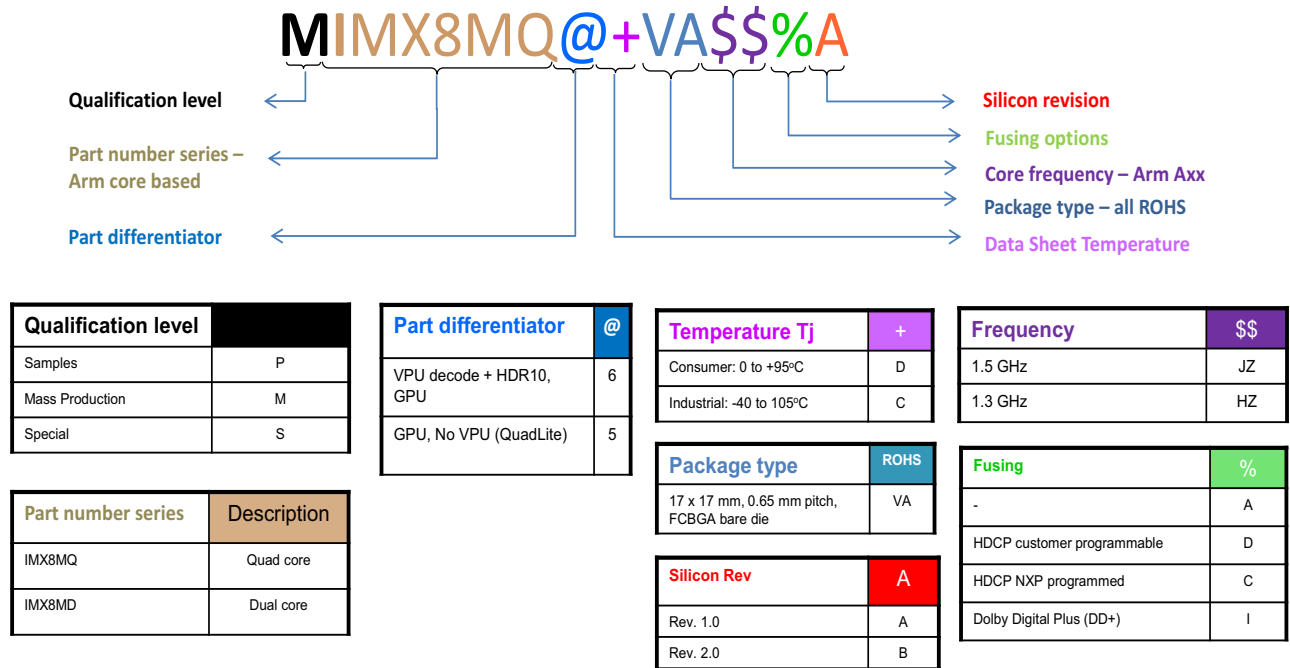 MIMX8MQ@+VA$$%A
Qualification level
Part number series –
Arm core based
Part differentiator
Silicon revision
Fusing options
Core frequency – Arm Axx
Package type – all ROHS
Data Sheet Temperature
Qualification level
Samples P
Mass Production M
Special S
Part number series Description
IMX8MQ Quad core
IMX8MD Dual core
Part differentiator @
VPU decode + HDR10,
GPU 6
GPU, No VPU (QuadLite) 5
Temperature Tj +
Consumer: 0 to +95ºC D
Industrial: -40 to 105ºC C
Package type ROHS
17 x 17 mm, 0.65 mm pitch,
FCBGA bare die VA
Silicon Rev A
Rev. 1.0 A
Rev. 2.0 B
Frequency $$
1.5 GHz JZ
1.3 GHz HZ
Fusing %
- A
HDCP customer programmable D
HDCP NXP programmed C
Dolby Digital Plus (DD+) I